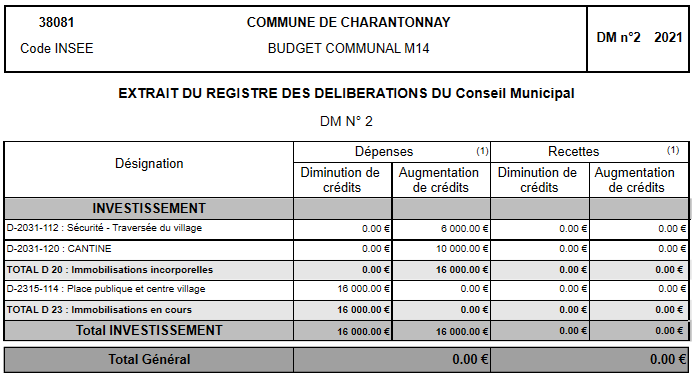 38081
Code INSEE
COMMUNE DE CHARANTONNAY
BUDGET COMMUNAL M14
DM n°2 2021
EXTRAIT DU REGISTRE DES DELIBERATIONS DU Conseil Municipal
DM N° 2
Désignation
Dépenses (1)
Recettes (1)
Diminution de crédits
Augmentation de crédits
Diminution de crédits
Augmentation de crédits
INVESTISSEMENT
D-2031-112 : Sécurité - Traversée du village 0.00 € 6 000.00 € 0.00 € 0.00 €
D-2031-120 : CANTINE 0.00 € 10 000.00 € 0.00 € 0.00 €
TOTAL D 20 : Immobilisations incorporelles 0.00 € 16 000.00 € 0.00 € 0.00 €
D-2315-114 : Place publique et centre village 16 000.00 € 0.00 € 0.00 € 0.00 €
TOTAL D 23 : Immobilisations en cours 16 000.00 € 0.00 € 0.00 € 0.00 €
Total INVESTISSEMENT 16 000.00 € 16 000.00 € 0.00 € 0.00 €
Total Général 0.00 € 0.00 €